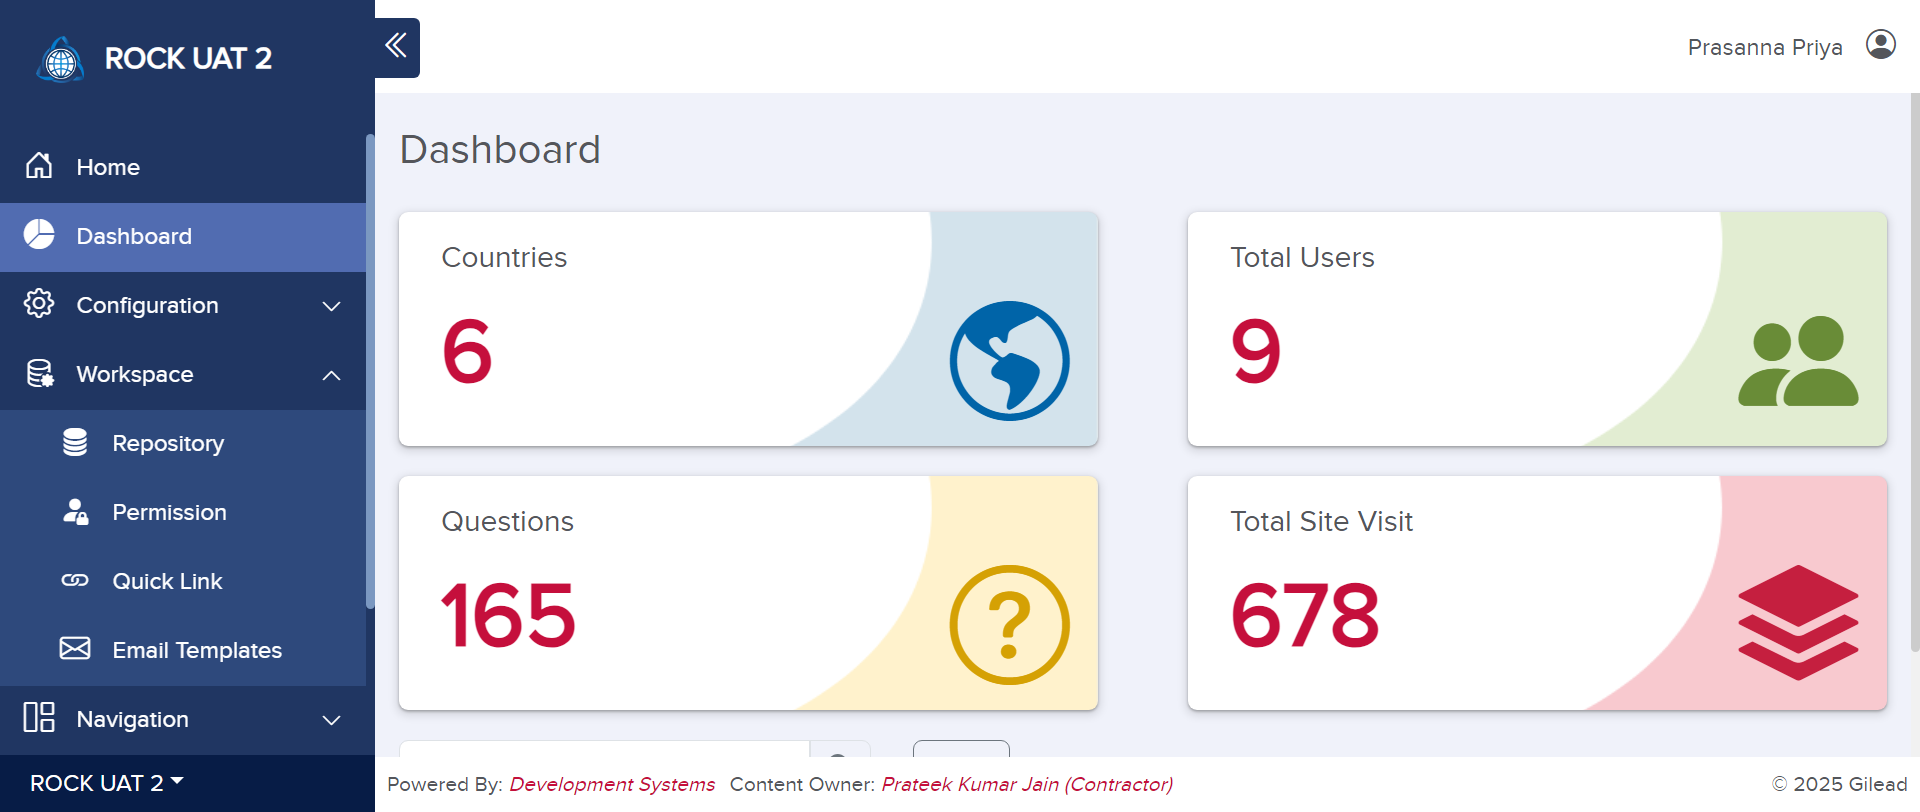 ROCK UAT 2
Prasanna Priya
Home
Dashboard
Configuration
Workspace
Repository
Permission
Quick Link
Email Templates
Navigation
ROCK UAT 2
Dashboard
Countries
6
Total Users
9
Questions
165
Total Site Visit
678
Powered By: Development Systems Content Owner: Prateek Kumar Jain (Contractor)
© 2025 Gilead